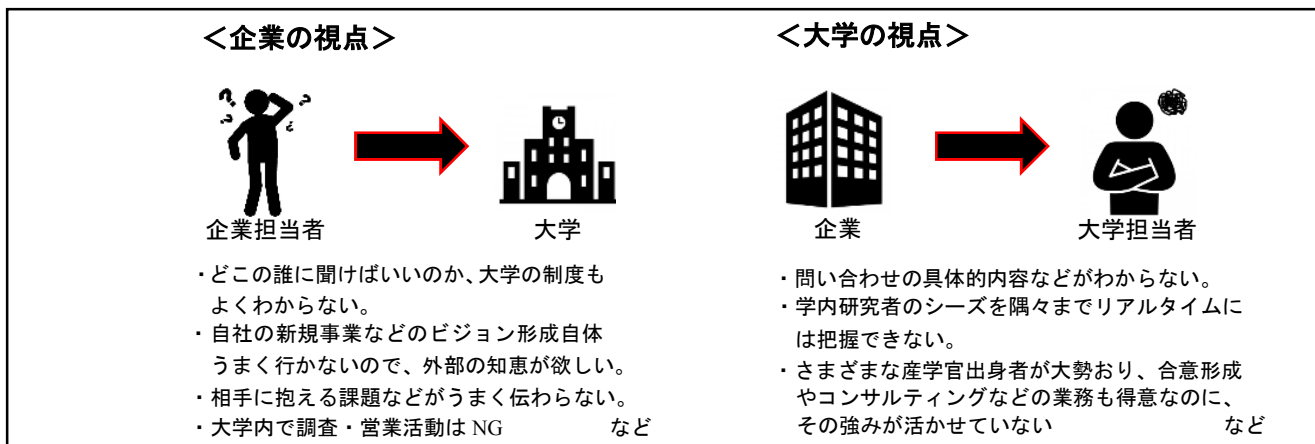 ＜企業の視点＞
企業担当者
大学
・どこの誰に聞けばいいのか、大学の制度も
よくわからない。
・自社の新規事業などのビジョン形成自体
うまく行かないので、外部の知恵が欲しい。
・相手に抱える課題などがうまく伝わらない。
・大学内で調査・営業活動は NG など
＜大学の視点＞
企業
大学担当者
・問い合わせの具体的内容などがわからない。
・学内研究者のシーズを隅々までリアルタイムに
は把握できない。
・さまざまな産学官出身者が大勢おり、合意形成
やコンサルティングなどの業務も得意なのに、
その強みが活かせていない など